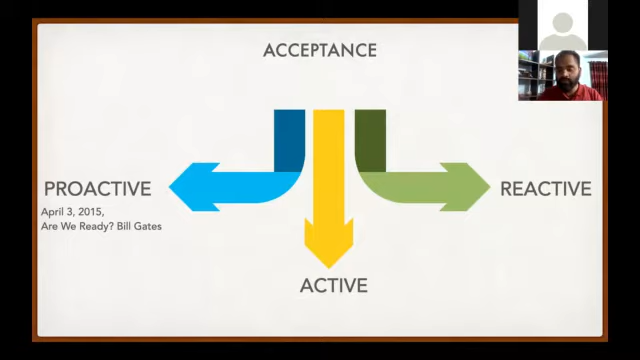 ACCEPTANCE
PROACTIVE
April 3, 2015,
Are We Ready? Bill Gates
REACTIVE
ACTIVE